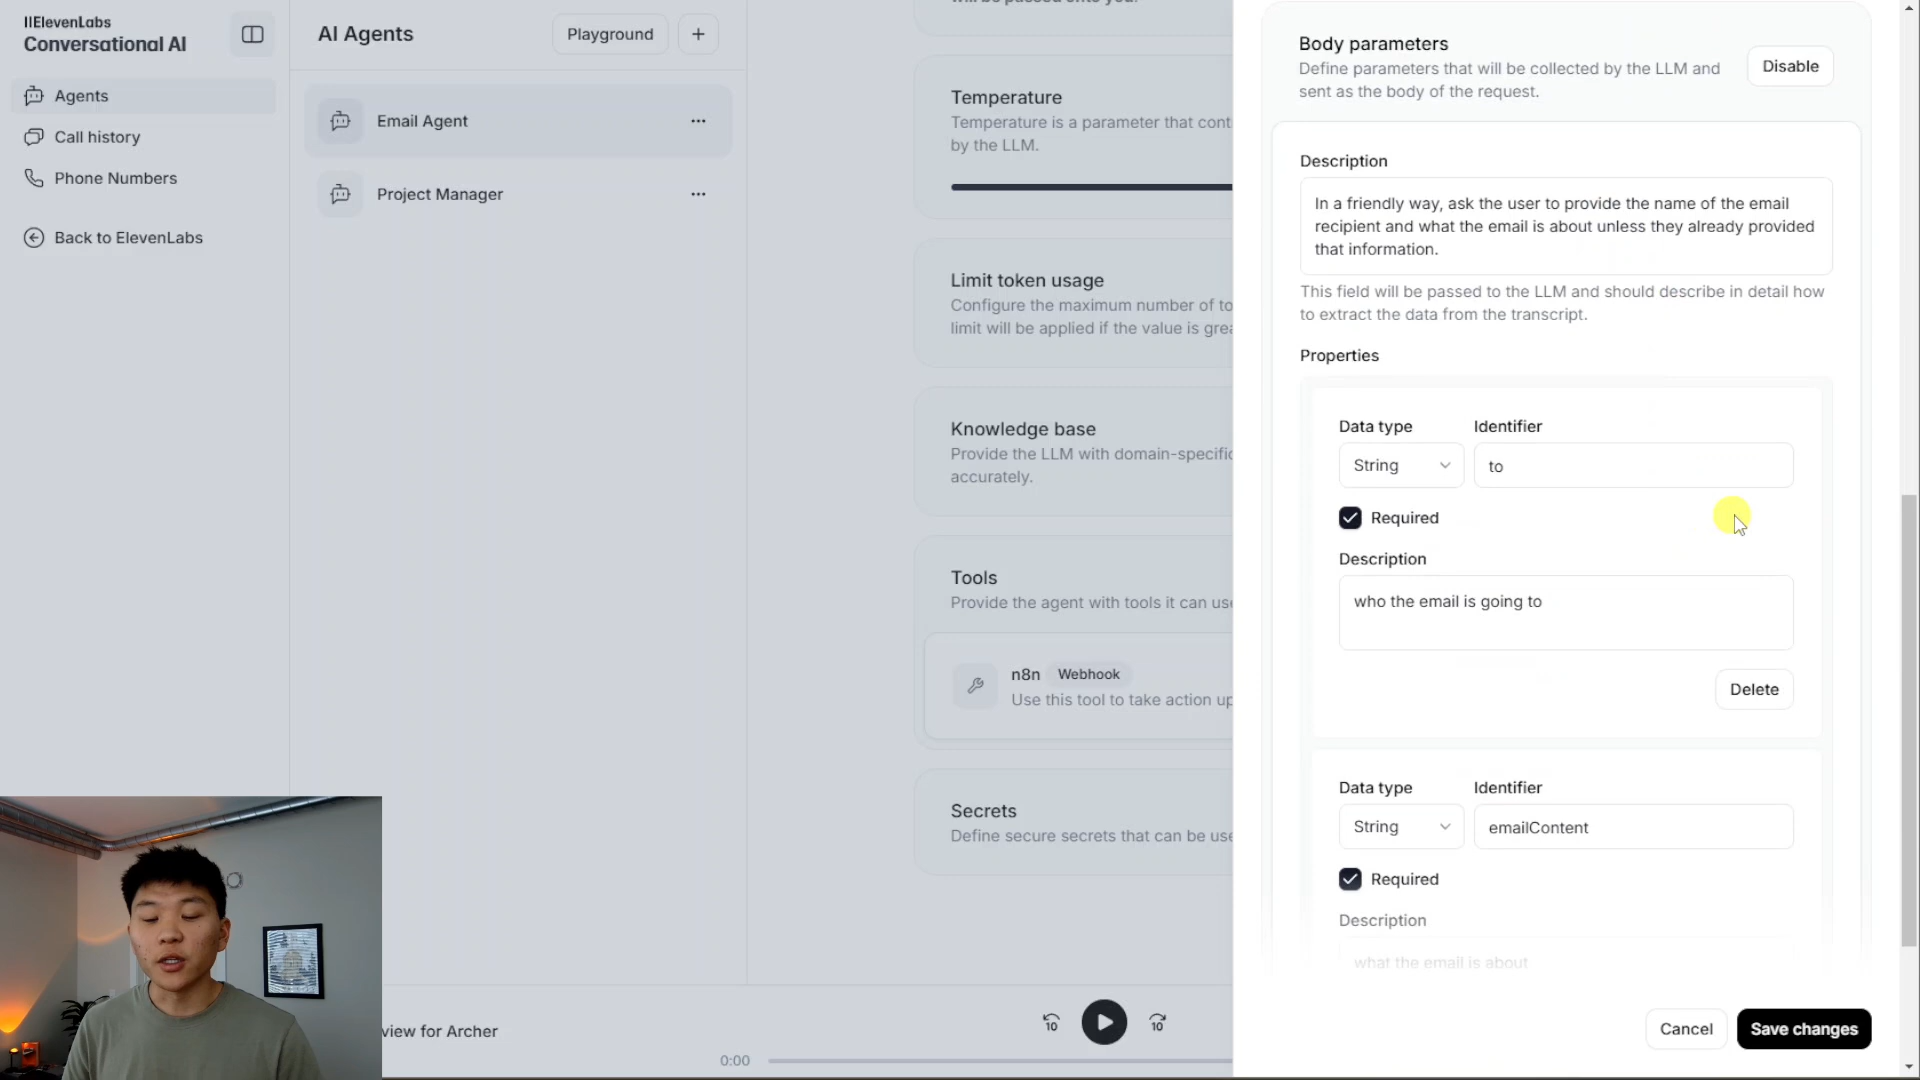 IIElevenLabs
Conversational AI
Agents
Call history
Phone Numbers
Back to ElevenLabs
AI Agents
Playground
+
Email Agent
Project Manager
Temperature
Temperature is a parameter that cont
by the LLM.
Limit token usage
Configure the maximum number of to
limit will be applied if the value is grea
Knowledge base
Provide the LLM with domain-specific
accurately.
Tools
Provide the agent with tools it can use
n8n Webhook
Use this tool to take action up
Secrets
Define secure secrets that can be use
view for Archer
10
10
0:00
Body parameters
Define parameters that will be collected by the LLM and
sent as the body of the request.
Disable
Description
In a friendly way, ask the user to provide the name of the email
recipient and what the email is about unless they already provided
that information.
This field will be passed to the LLM and should describe in detail how
to extract the data from the transcript.
Properties
Data type Identifier
String to
Required
Description
who the email is going to
Delete
Data type Identifier
String emailContent
Required
Description
what the email is about
Cancel Save changes